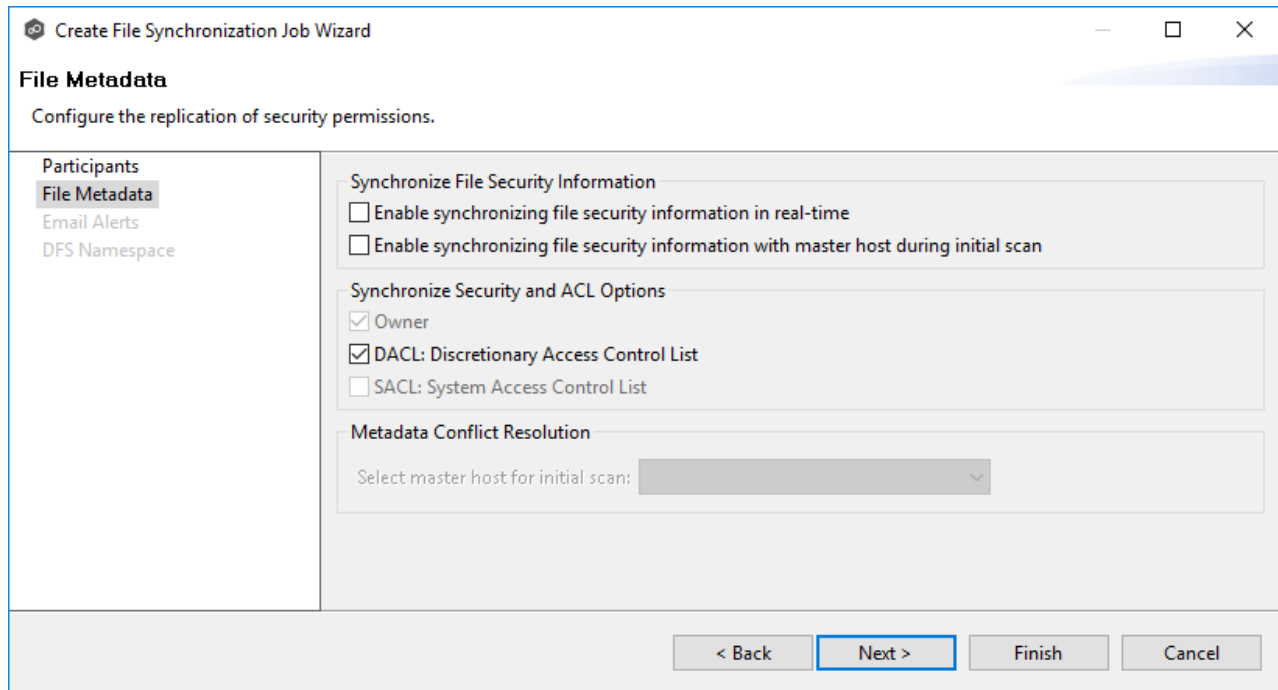 Create File Synchronization Job Wizard
File Metadata
Configure the replication of security permissions.
Participants
File Metadata
Email Alerts
DFS Namespace
Synchronize File Security Information
Enable synchronizing file security information in real-time
Enable synchronizing file security information with master host during initial scan
Synchronize Security and ACL Options
Owner
DACL: Discretionary Access Control List
SACL: System Access Control List
Metadata Conflict Resolution
Select master host for initial scan:
< Back
Next >
Finish
Cancel